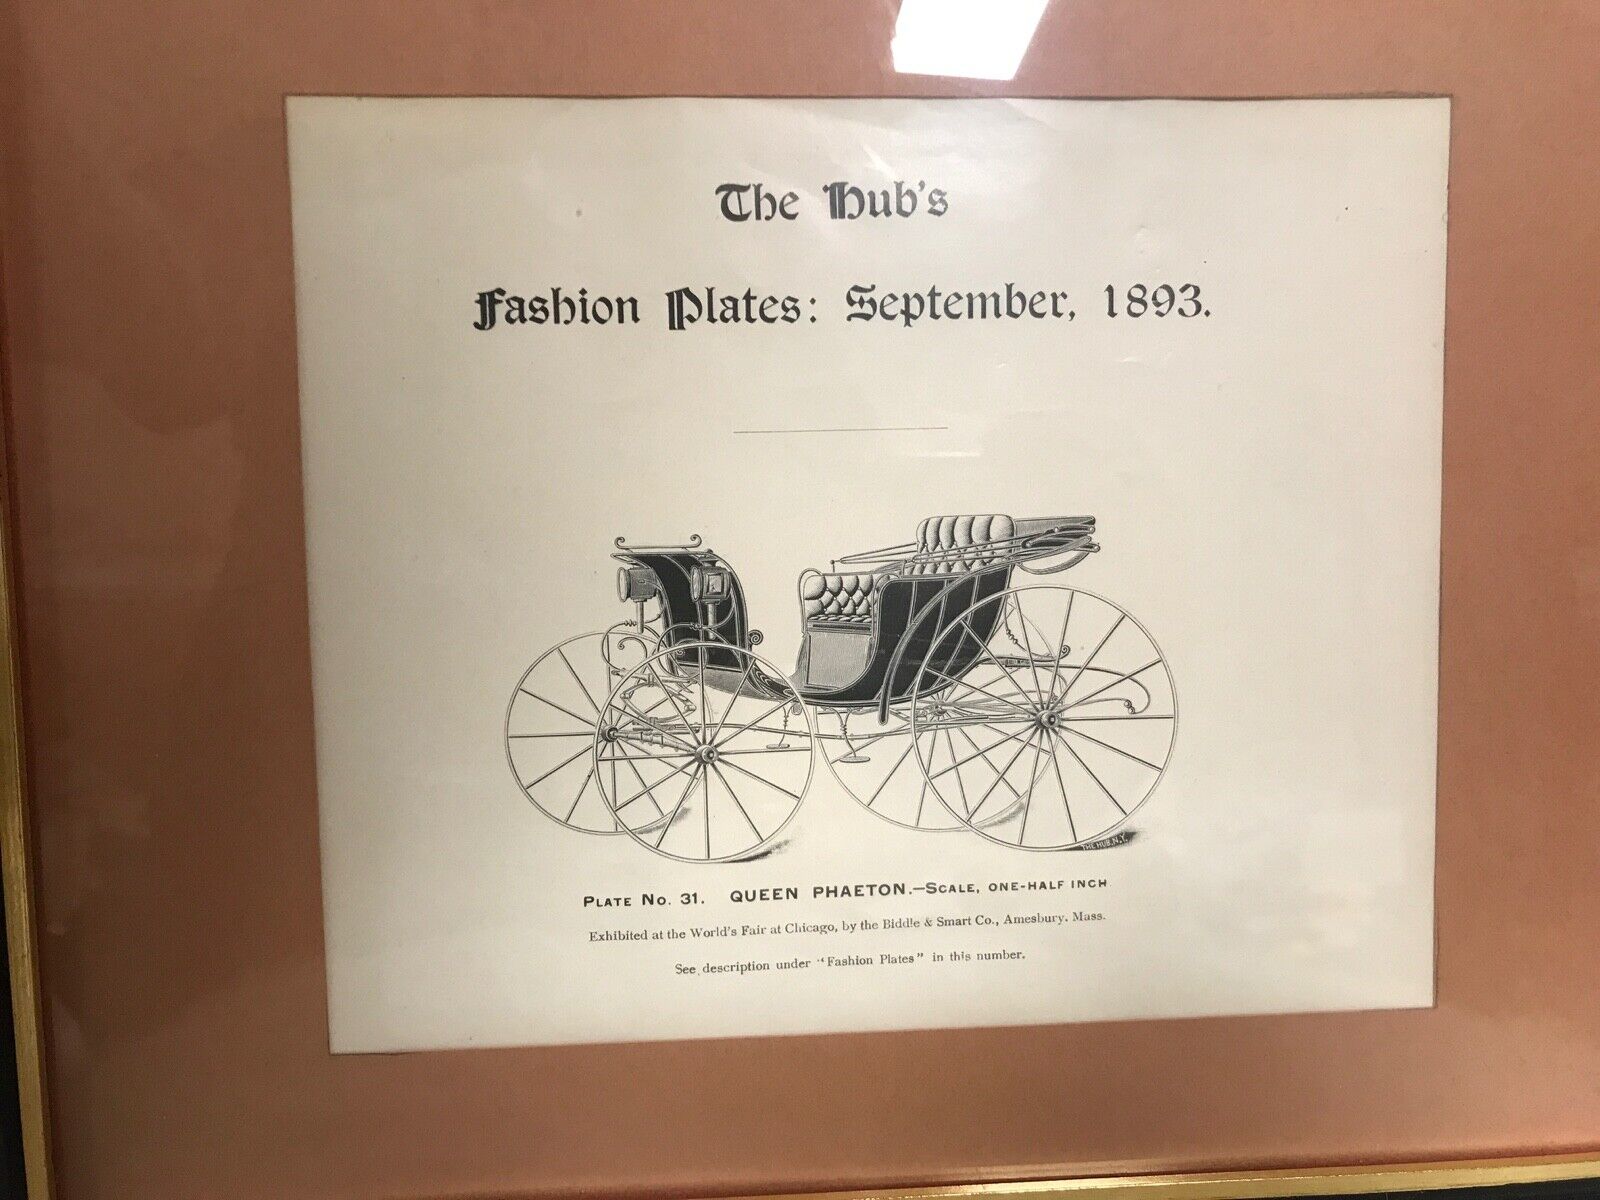 The Hub's
Fashion Plates: September, 1893.
THE HUB, N.Y.
PLATE NO. 31. QUEEN PHAETON.—SCALE, ONE-HALF INCH
Exhibited at the World's Fair at Chicago, by the Biddle & Smart Co., Amesbury, Mass.
See description under "Fashion Plates" in this number.